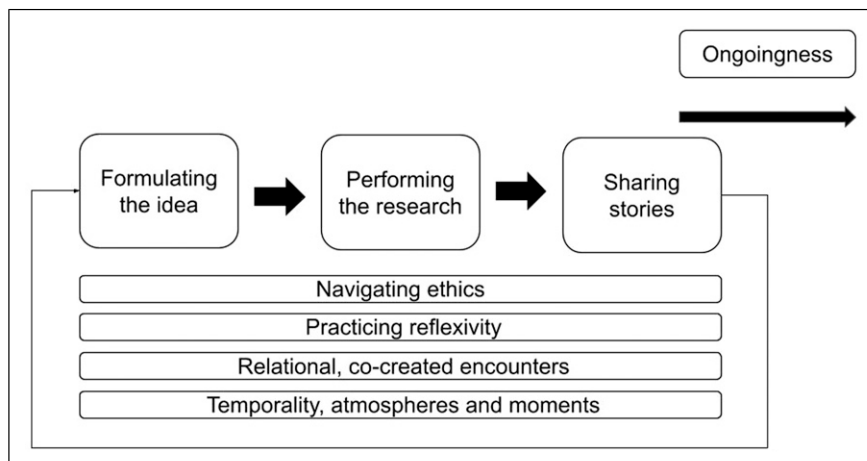 Ongoingness
Formulating
the idea
Performing
the research
Sharing
stories
Navigating ethics
Practicing reflexivity
Relational, co-created encounters
Temporality, atmospheres and moments